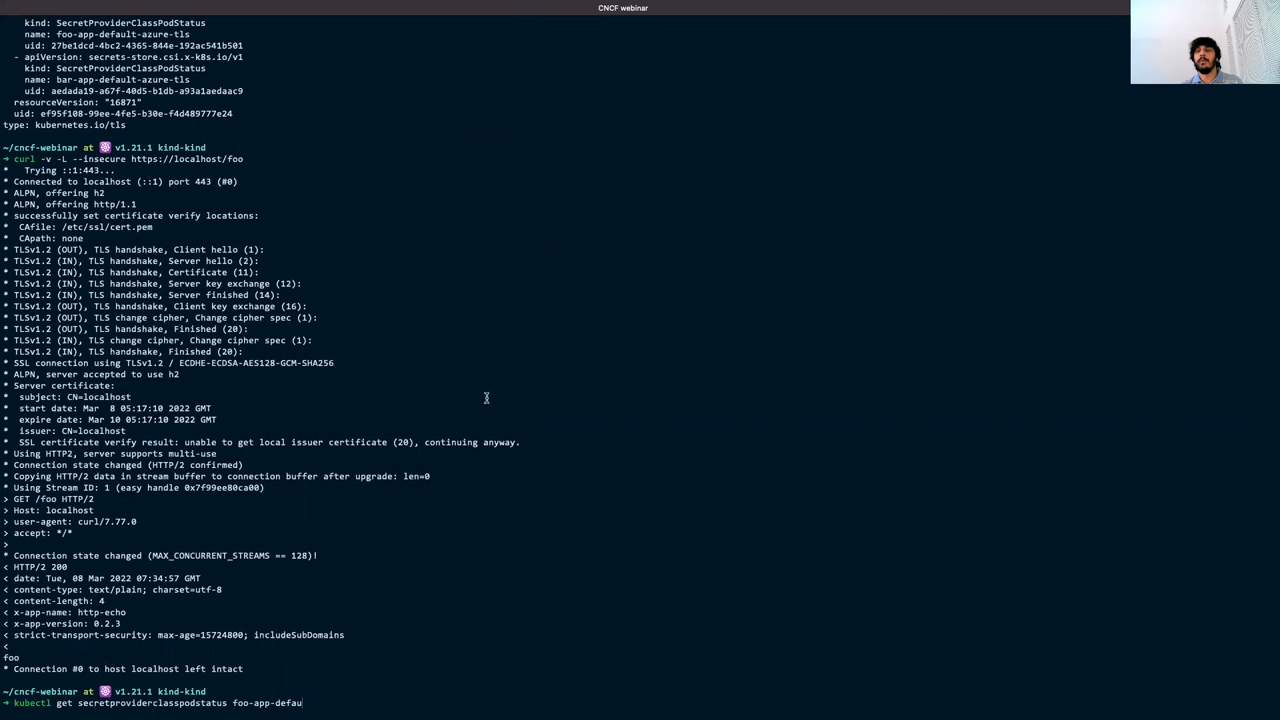 CNCF webinar
kind: SecretProviderClassPodStatus
name: foo-app-default-azure-tls
uid: 27be1dcd-4bc2-4365-844e-192ac541b501
- apiVersion: secrets-store.csi.x-k8s.io/v1
kind: SecretProviderClassPodStatus
name: bar-app-default-azure-tls
uid: aedada19-a67f-40d5-b1db-a93a1aedaac9
resourceVersion: "16871"
uid: ef95f108-99ee-4fe5-b30e-f4d489777e24
type: kubernetes.io/tls
~/cncf-webinar at v1.21.1 kind-kind
➜ curl -v -L --insecure https://localhost/foo
*   Trying ::1:443...
* Connected to localhost (::1) port 443 (#0)
* ALPN, offering h2
* ALPN, offering http/1.1
* successfully set certificate verify locations:
*  CAfile: /etc/ssl/cert.pem
*  CApath: none
* TLSv1.2 (OUT), TLS handshake, Client hello (1):
* TLSv1.2 (IN), TLS handshake, Server hello (2):
* TLSv1.2 (IN), TLS handshake, Certificate (11):
* TLSv1.2 (IN), TLS handshake, Server key exchange (12):
* TLSv1.2 (IN), TLS handshake, Server finished (14):
* TLSv1.2 (OUT), TLS handshake, Client key exchange (16):
* TLSv1.2 (OUT), TLS change cipher, Change cipher spec (1):
* TLSv1.2 (OUT), TLS handshake, Finished (20):
* TLSv1.2 (IN), TLS change cipher, Change cipher spec (1):
* TLSv1.2 (IN), TLS handshake, Finished (20):
* SSL connection using TLSv1.2 / ECDHE-ECDSA-AES128-GCM-SHA256
* ALPN, server accepted to use h2
* Server certificate:
*  subject: CN=localhost
*  start date: Mar  8 05:17:10 2022 GMT
*  expire date: Mar 10 05:17:10 2022 GMT
*  issuer: CN=localhost
*  SSL certificate verify result: unable to get local issuer certificate (20), continuing anyway.
* Using HTTP2, server supports multi-use
* Connection state changed (HTTP/2 confirmed)
* Copying HTTP/2 data in stream buffer to connection buffer after upgrade: len=0
* Using Stream ID: 1 (easy handle 0x7f99ee80ca00)
> GET /foo HTTP/2
> Host: localhost
> user-agent: curl/7.77.0
> accept: */*
>
* Connection state changed (MAX_CONCURRENT_STREAMS == 128)!
< HTTP/2 200
< date: Tue, 08 Mar 2022 07:34:57 GMT
< content-type: text/plain; charset=utf-8
< content-length: 4
< x-app-name: http-echo
< x-app-version: 0.2.3
< strict-transport-security: max-age=15724800; includeSubDomains
<
foo
* Connection #0 to host localhost left intact
~/cncf-webinar at v1.21.1 kind-kind
➜ kubectl get secretproviderclasspodstatus foo-app-defau